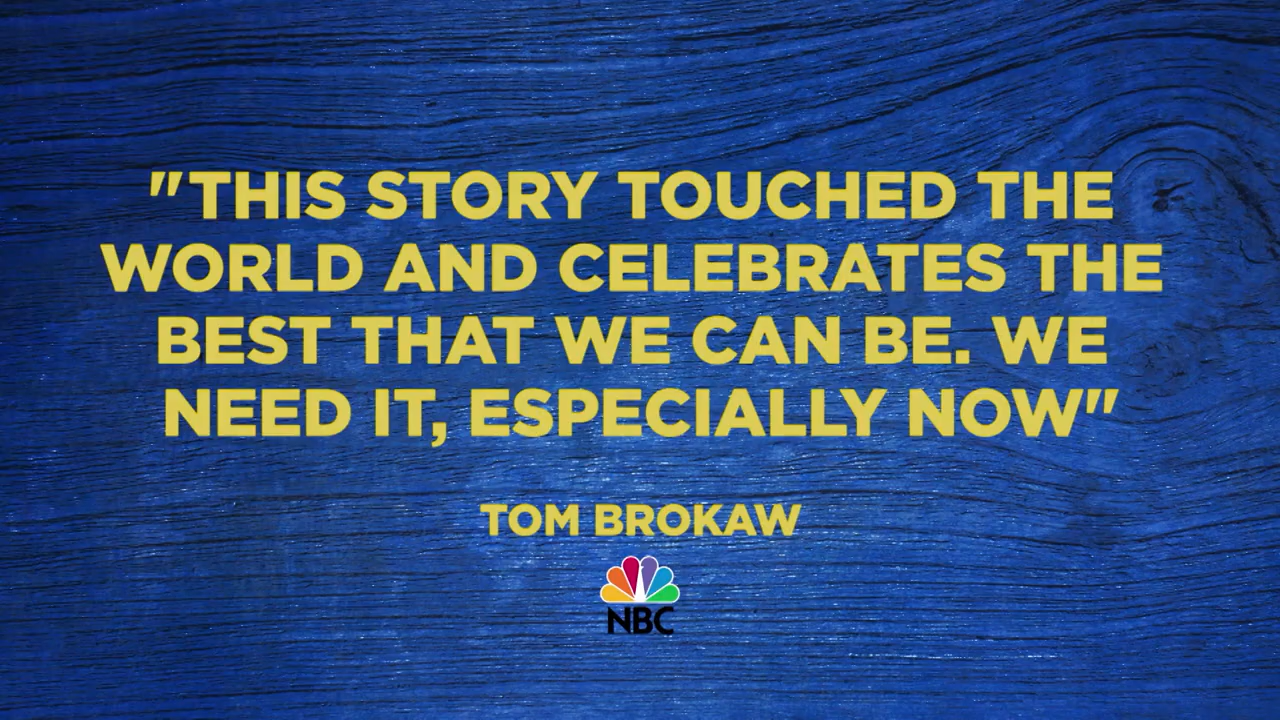 "THIS STORY TOUCHED THE
WORLD AND CELEBRATES THE
BEST THAT WE CAN BE. WE
NEED IT, ESPECIALLY NOW"
TOM BROKAW
NBC